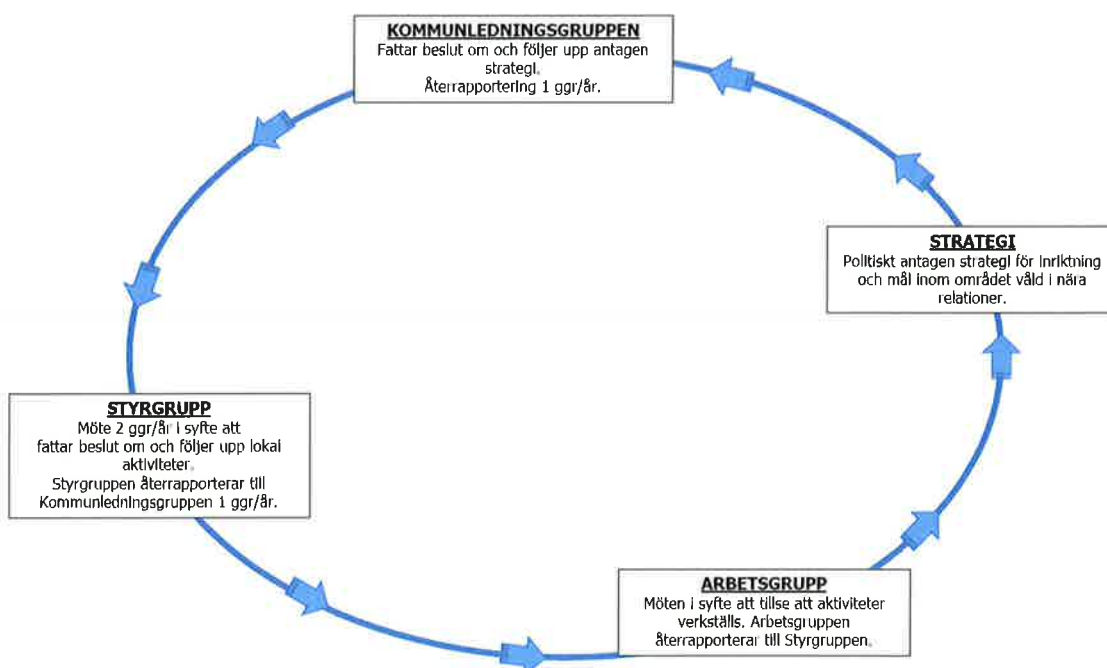 KOMMUNLEDNINGSGRUPPEN
Fattar beslut om och följer upp antagen
strategi.
Återrapportering 1 ggr/år.
STRATEGI
Politiskt antagen strategi för inriktning
och mål inom området våld i nära
relationer.
STYRGRUPP
Möte 2 ggr/år i syfte att
fattar beslut om och följer upp lokal
aktiviteter.
Styrgruppen återrapporterar till
Kommunledningsgruppen 1 ggr/år.
ARBETSGRUPP
Möten i syfte att tillse att aktiviteter
verkställs. Arbetsgruppen
återrapporterar till Styrgruppen.